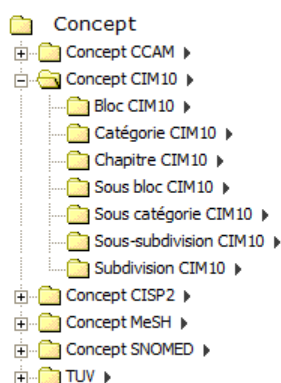 Concept
Concept CCAM
Concept CIM10
Bloc CIM10
Catégorie CIM10
Chapitre CIM10
Sous bloc CIM10
Sous catégorie CIM10
Sous-subdivision CIM10
Subdivision CIM10
Concept CISP2
Concept MeSH
Concept SNOMED
TUV